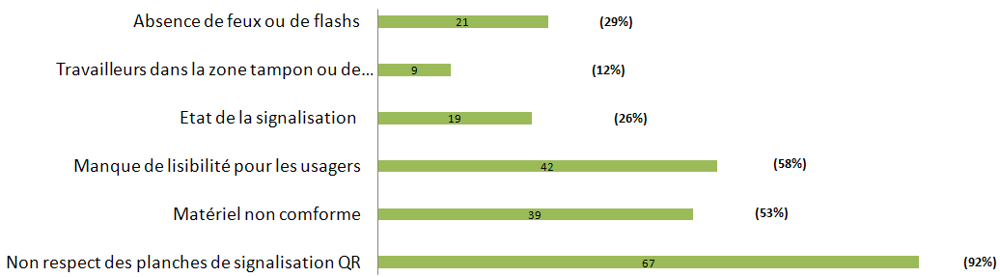 Absence de feux ou de flashs 21 (29%)
Travailleurs dans la zone tampon ou de... 9 (12%)
Etat de la signalisation 19 (26%)
Manque de lisibilité pour les usagers 42 (58%)
Matériel non comforme 39 (53%)
Non respect des planches de signalisation QR 67 (92%)